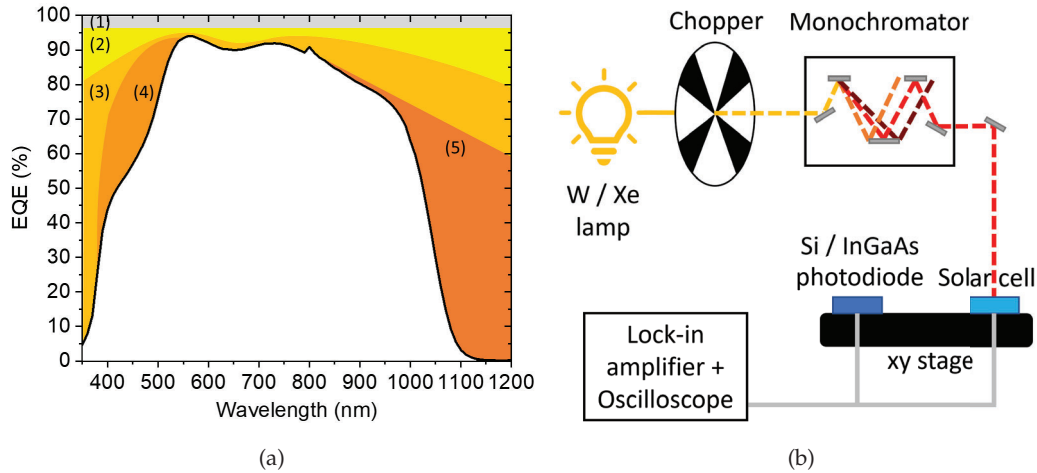 100
90
80
70
60
50
40
30
20
10
0
EQE (%)
(1)
(2)
(3)
(4)
(5)
400 500 600 700 800 900 1000 1100 1200
Wavelength (nm)
(a)
Chopper
Monochromator
W / Xe
lamp
Si / InGaAs
photodiode
Solar cell
xy stage
Lock-in
amplifier +
Oscilloscope
(b)